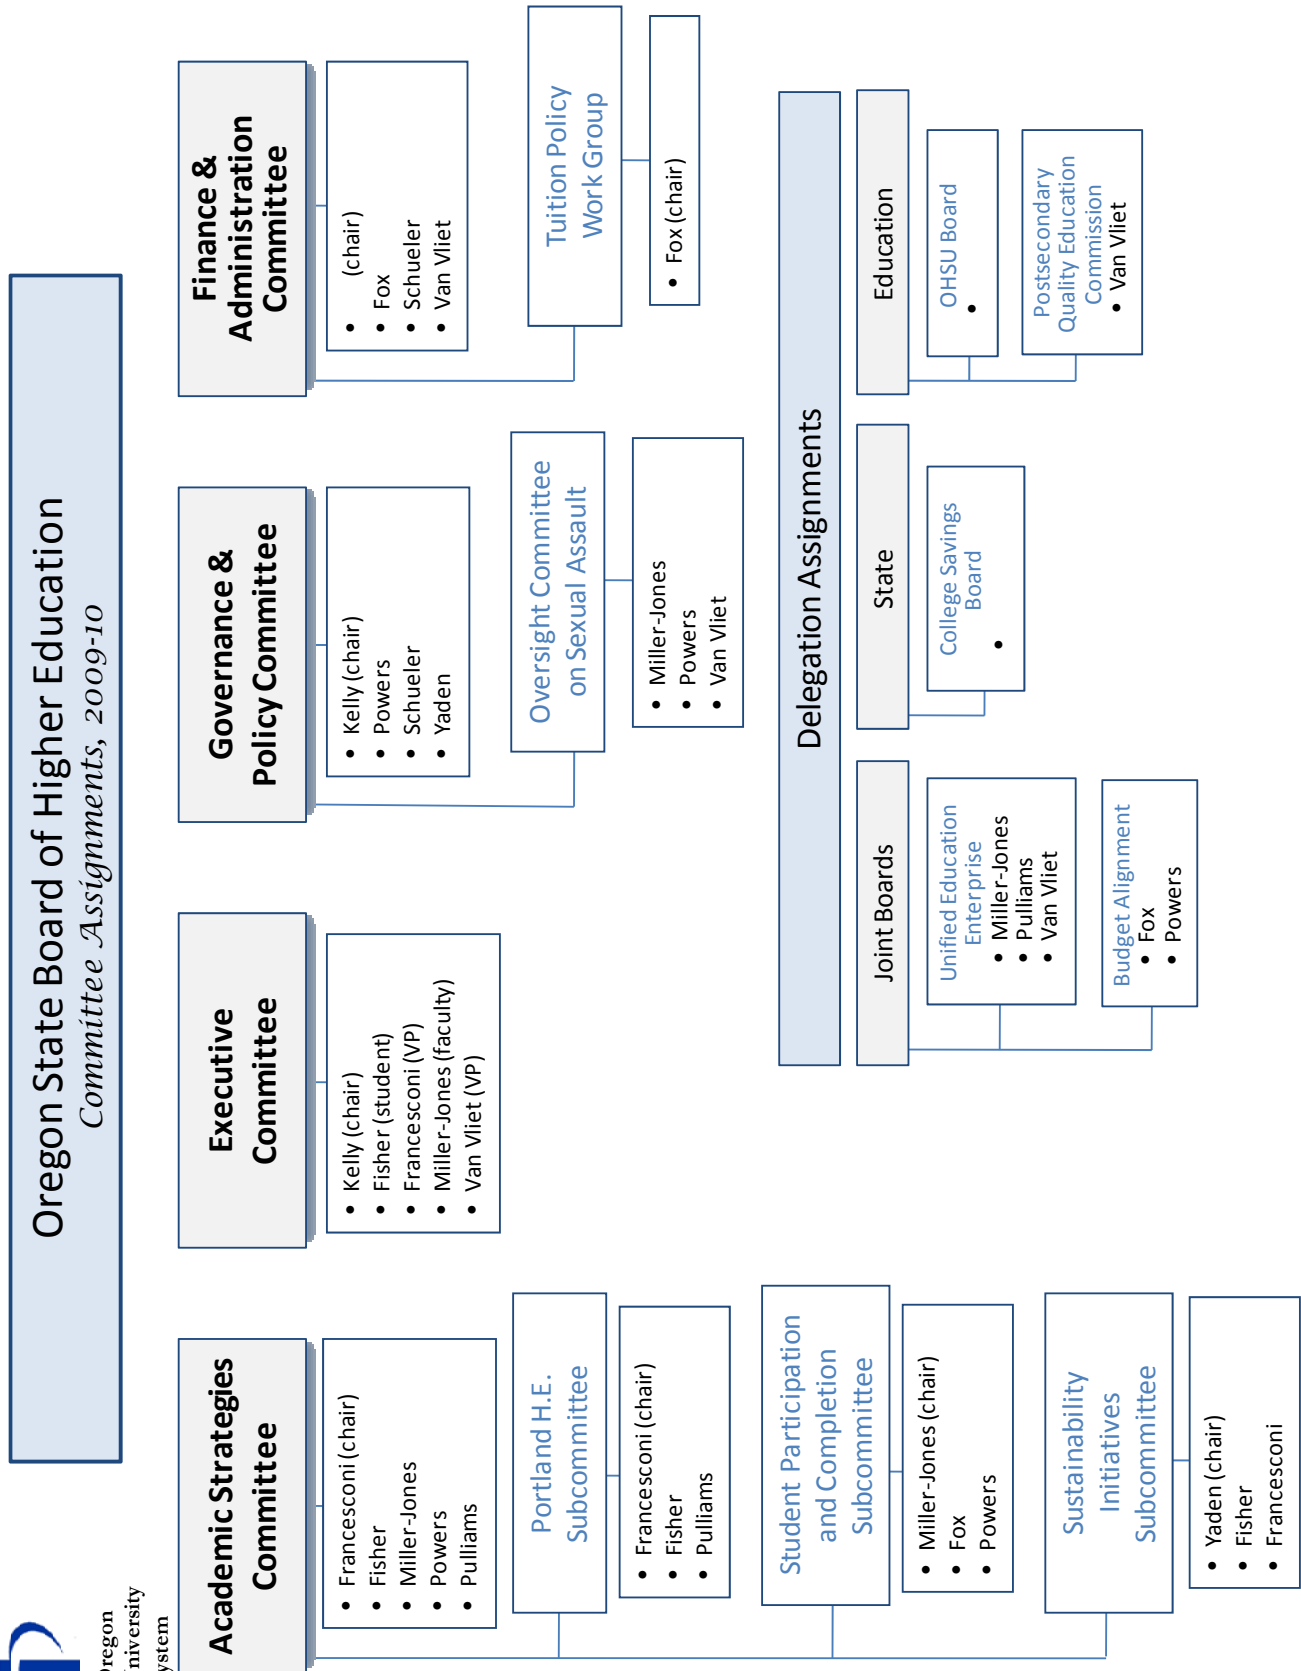 Oregon State Board of Higher Education
Committee Assignments, 2009-10
Academic Strategies
Committee
• Francesconi (chair)
• Fisher
• Miller-Jones
• Powers
• Pulliams
Portland H.E.
Subcommittee
• Francesconi (chair)
• Fisher
• Pulliams
Student Participation
and Completion
Subcommittee
• Miller-Jones (chair)
• Fox
• Powers
Sustainability
Initiatives
Subcommittee
• Yaden (chair)
• Fisher
• Francesconi
Executive
Committee
• Kelly (chair)
• Fisher (student)
• Francesconi (VP)
• Miller-Jones (faculty)
• Van Vliet (VP)
Governance &
Policy Committee
• Kelly (chair)
• Powers
• Schueler
• Yaden
Oversight Committee
on Sexual Assault
• Miller-Jones
• Powers
• Van Vliet
Finance &
Administration
Committee
• (chair)
• Fox
• Schueler
• Van Vliet
Tuition Policy
Work Group
• Fox (chair)
Delegation Assignments
Joint Boards
Unified Education
Enterprise
• Miller-Jones
• Pulliams
• Van Vliet
Budget Alignment
• Fox
• Powers
State
College Savings
Board
•
Education
OHSU Board
•
Postsecondary
Quality Education
Commission
• Van Vliet